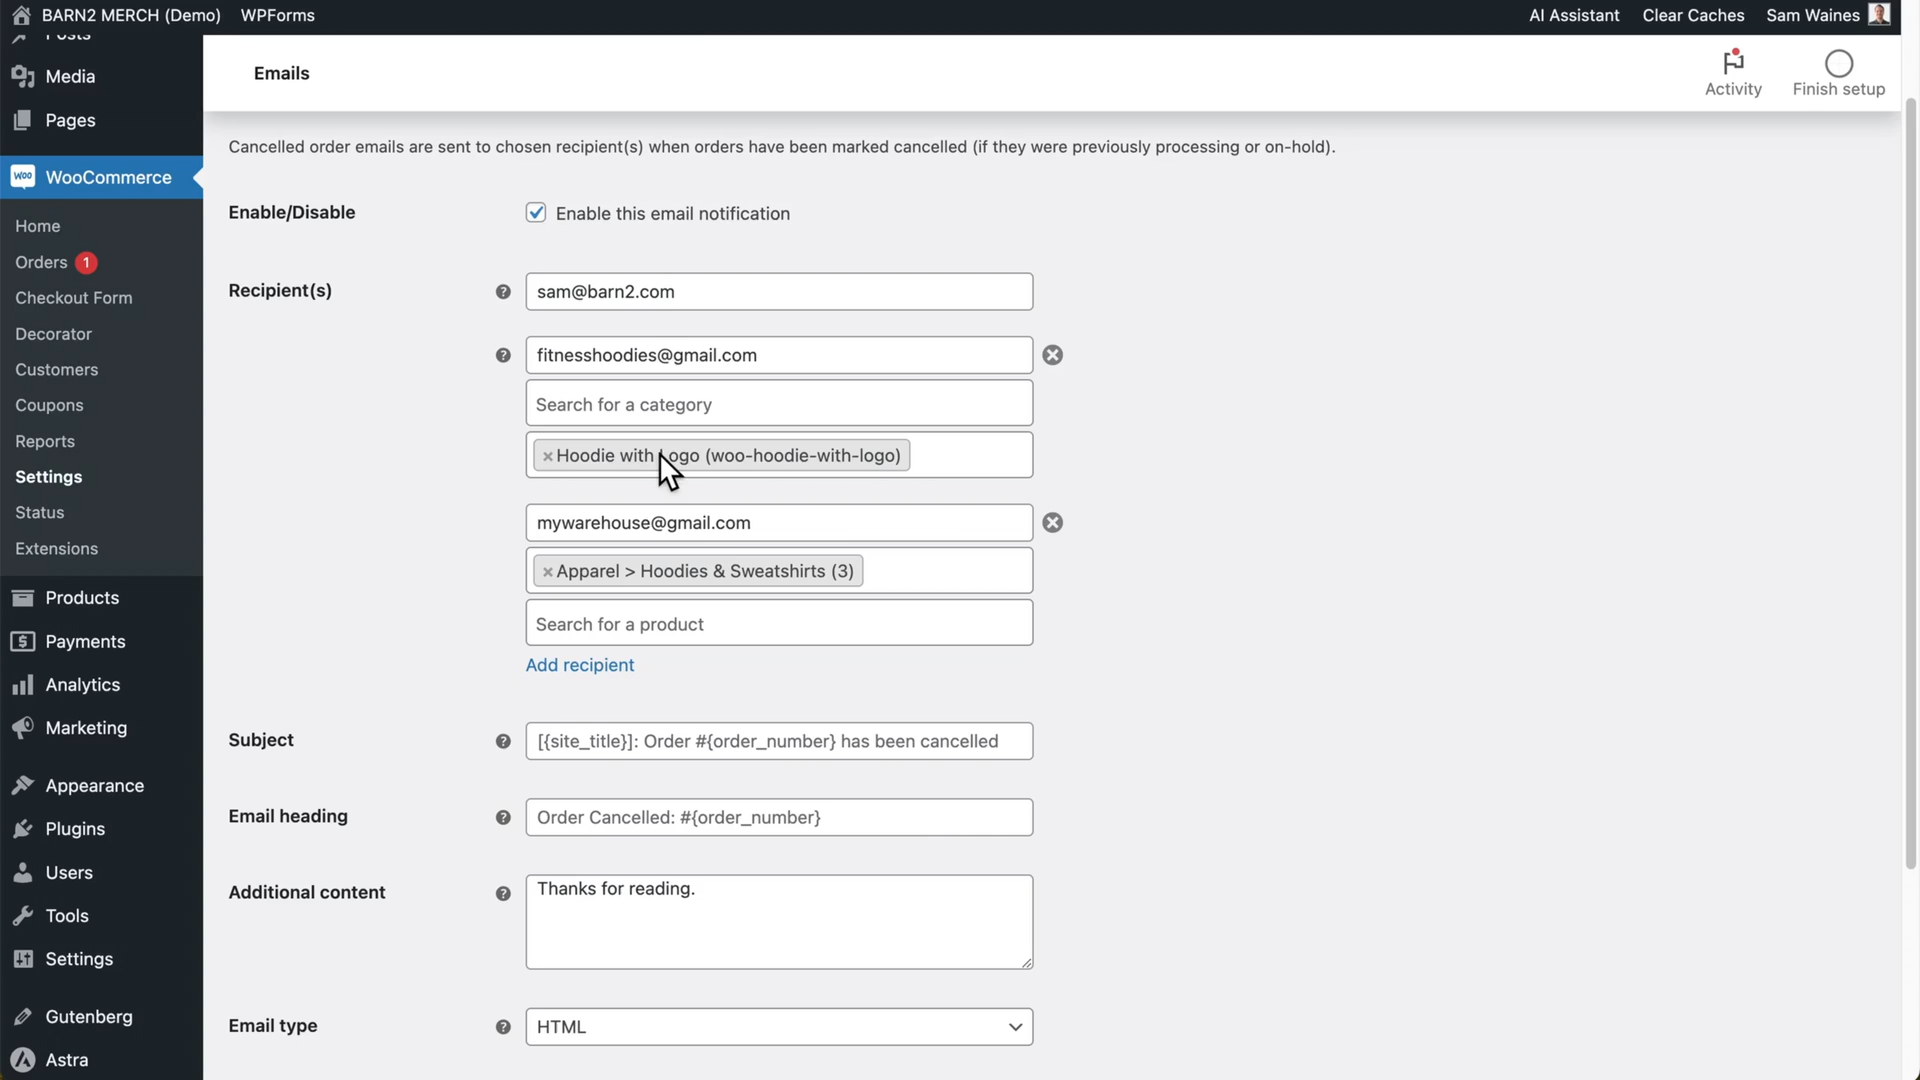 BARN2 MERCH (Demo) WPForms AI Assistant Clear Caches Sam Waines
Posts
Media
Pages
WOO WooCommerce
Home
Orders 1
Checkout Form
Decorator
Customers
Coupons
Reports
Settings
Status
Extensions
Products
Payments
Analytics
Marketing
Appearance
Plugins
Users
Tools
Settings
Gutenberg
Astra
Emails
Activity
Finish setup
Cancelled order emails are sent to chosen recipient(s) when orders have been marked cancelled (if they were previously processing or on-hold).
Enable/Disable
Enable this email notification
Recipient(s)
sam@barn2.com
fitnesshoodies@gmail.com
Search for a category
×Hoodie with Logo (woo-hoodie-with-logo)
mywarehouse@gmail.com
×Apparel > Hoodies & Sweatshirts (3)
Search for a product
Add recipient
Subject
[{site_title}]: Order #{order_number} has been cancelled
Email heading
Order Cancelled: #{order_number}
Additional content
Thanks for reading.
Email type
HTML